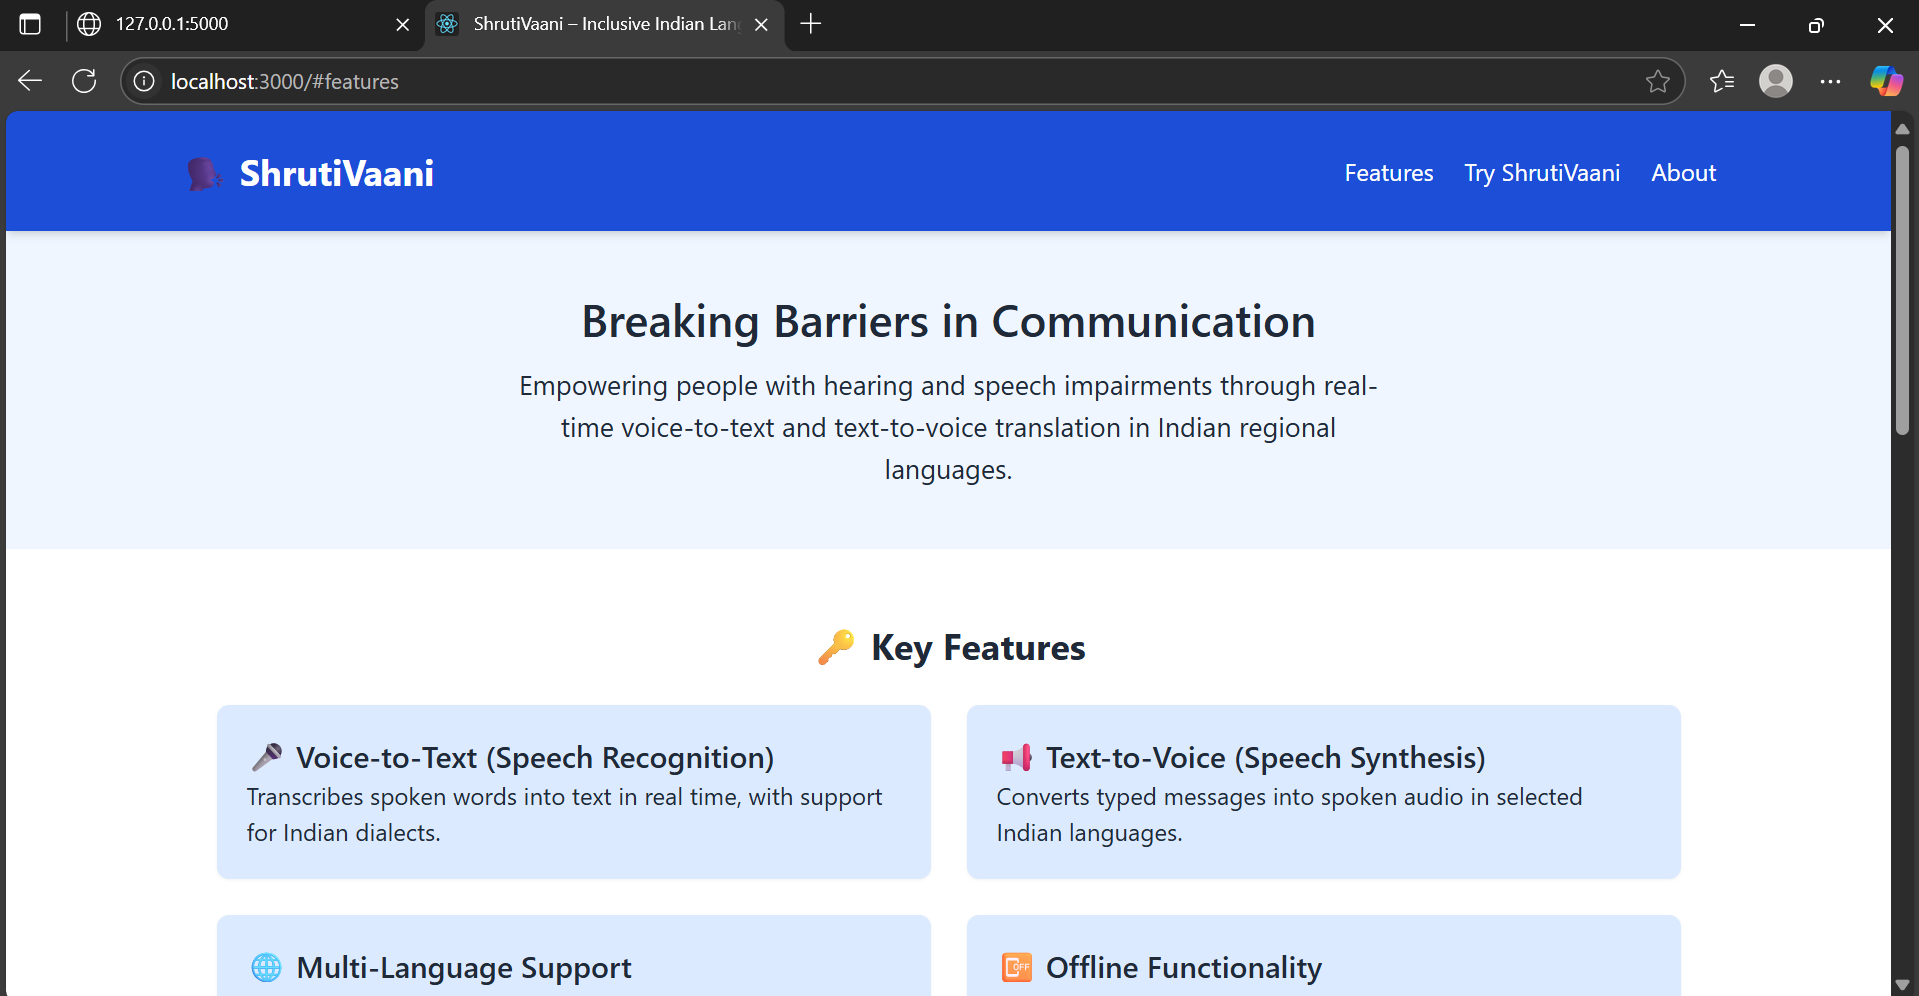 127.0.0.1:5000
ShrutiVaani – Inclusive Indian Lang
localhost:3000/#features
ShrutiVaani
Features
Try ShrutiVaani
About
Breaking Barriers in Communication
Empowering people with hearing and speech impairments through real-
time voice-to-text and text-to-voice translation in Indian regional
languages.
Key Features
Voice-to-Text (Speech Recognition)
Transcribes spoken words into text in real time, with support
for Indian dialects.
Text-to-Voice (Speech Synthesis)
Converts typed messages into spoken audio in selected
Indian languages.
Multi-Language Support
OFF
Offline Functionality